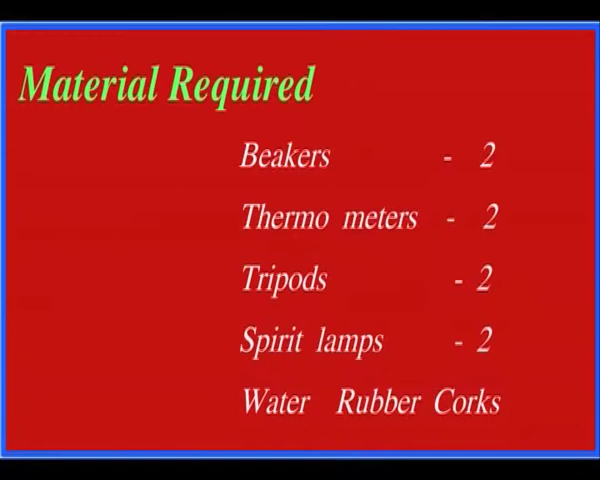 Material Required
Beakers - 2
Thermo meters - 2
Tripods - 2
Spirit lamps - 2
Water Rubber Corks